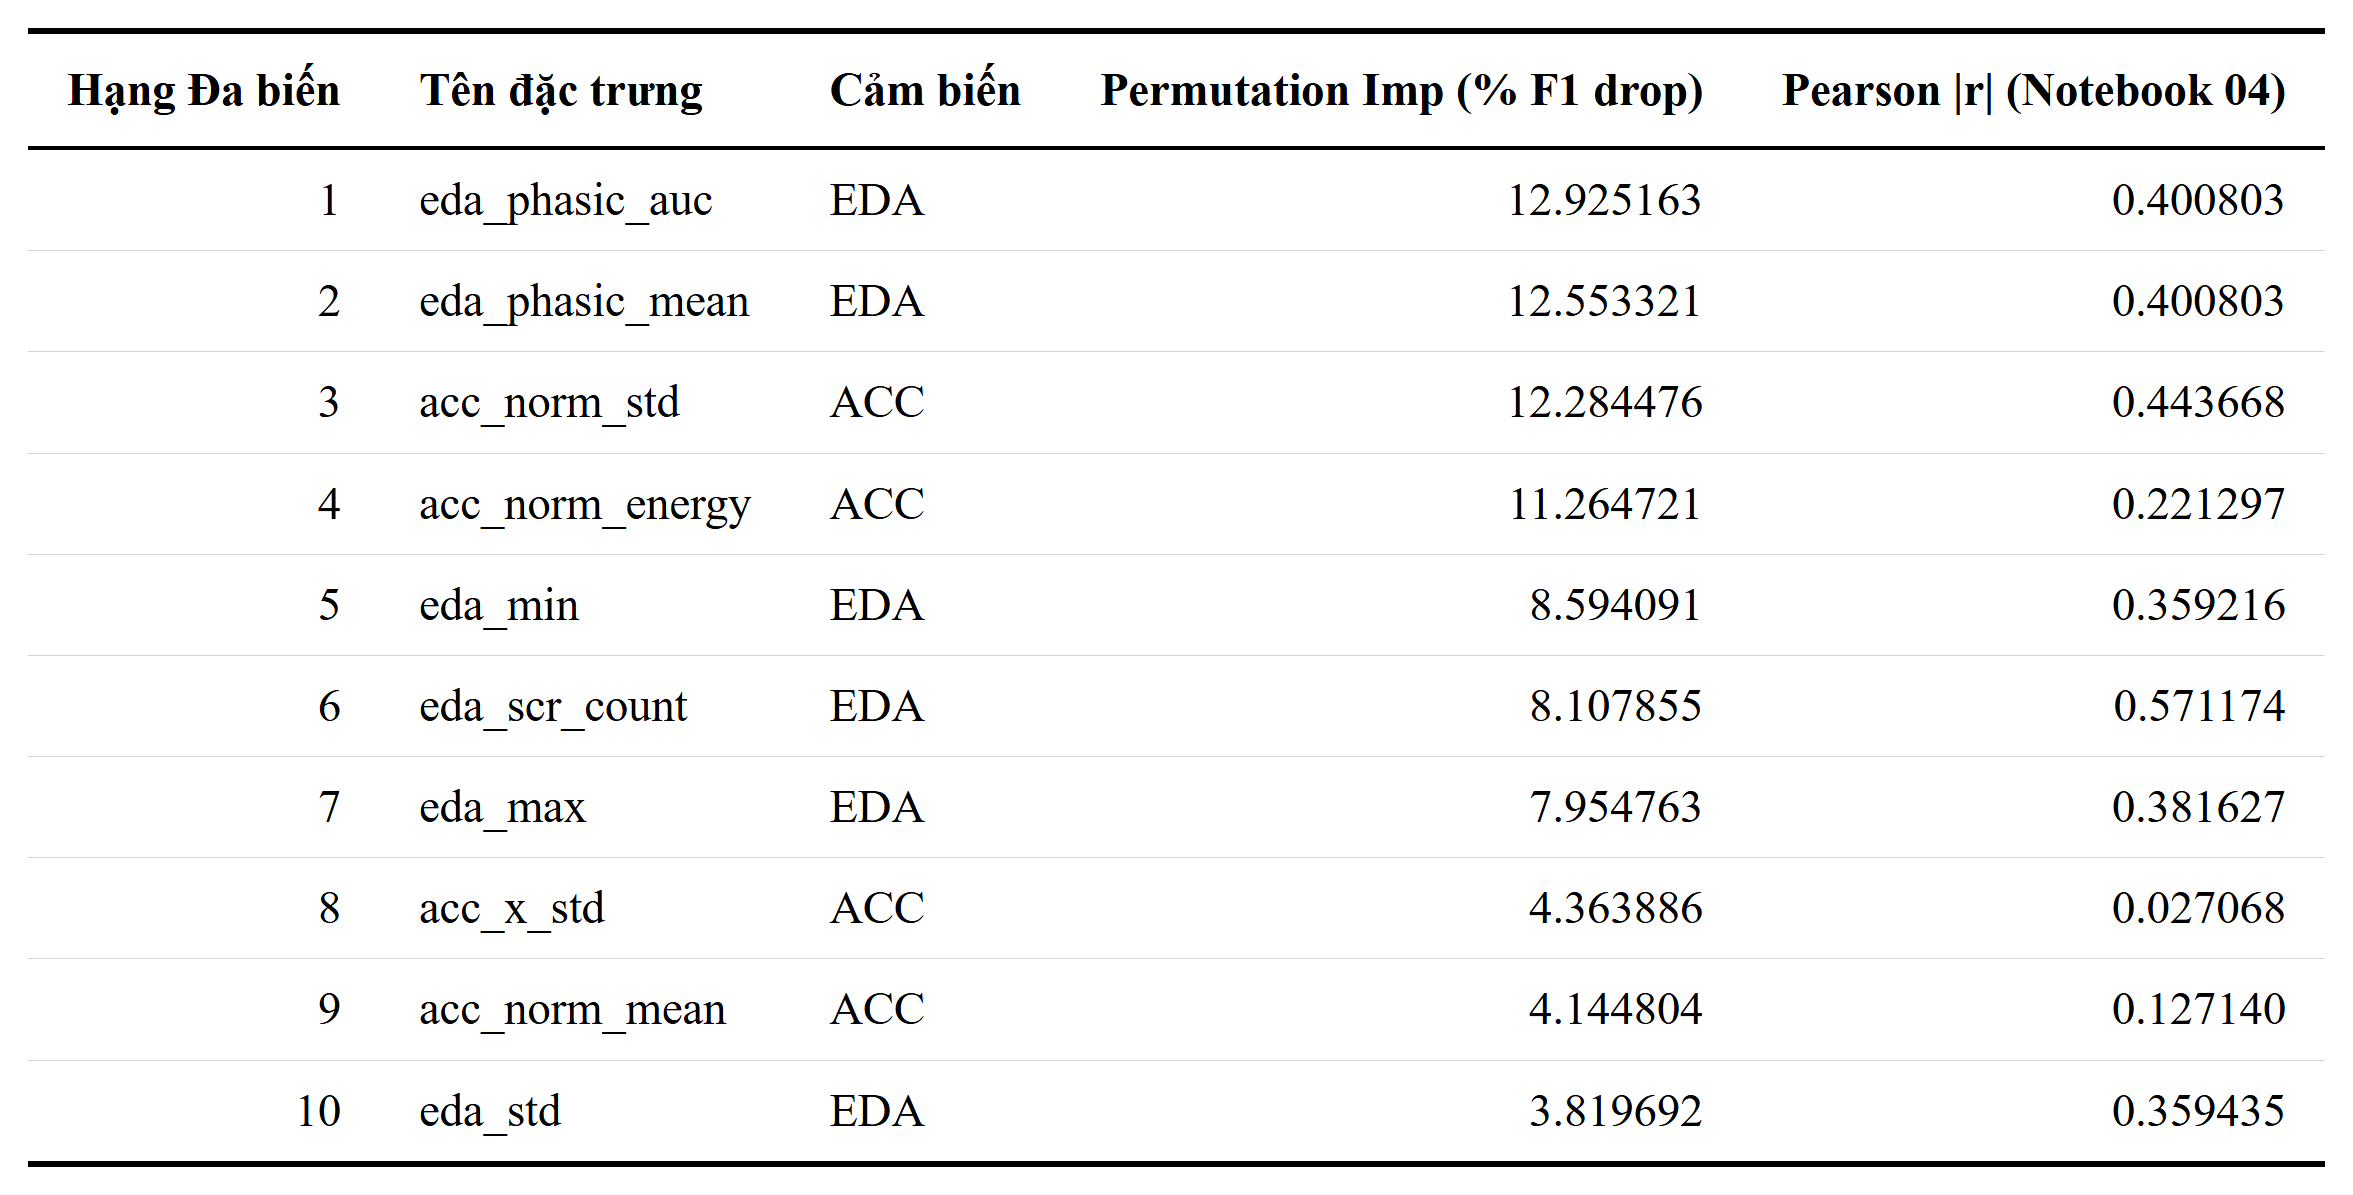 Hạng Đa biến Tên đặc trưng Cảm biến Permutation Imp (% F1 drop) Pearson |r| (Notebook 04)
1 eda_phasic_auc EDA 12.925163 0.400803
2 eda_phasic_mean EDA 12.553321 0.400803
3 acc_norm_std ACC 12.284476 0.443668
4 acc_norm_energy ACC 11.264721 0.221297
5 eda_min EDA 8.594091 0.359216
6 eda_scr_count EDA 8.107855 0.571174
7 eda_max EDA 7.954763 0.381627
8 acc_x_std ACC 4.363886 0.027068
9 acc_norm_mean ACC 4.144804 0.127140
10 eda_std EDA 3.819692 0.359435